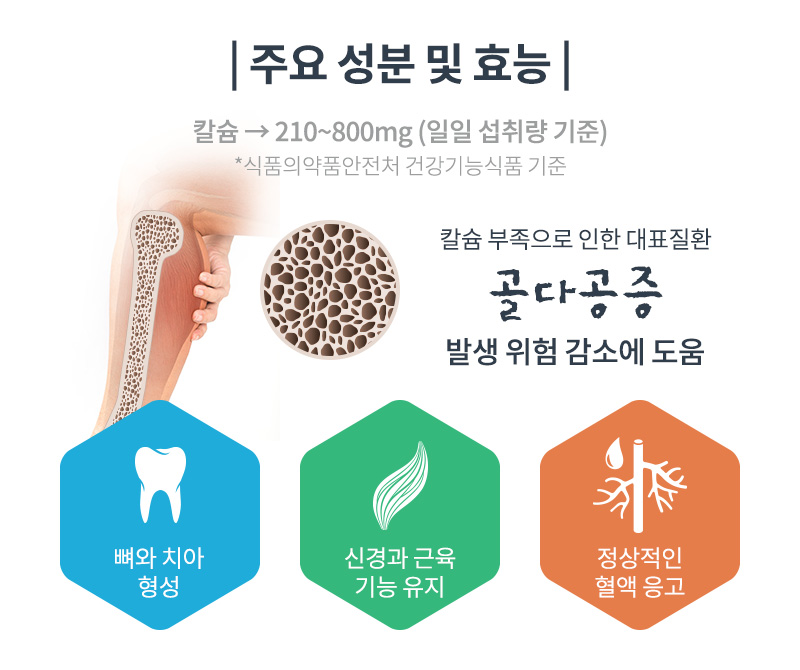 | 주요 성분 및 효능 |
칼슘 → 210~800mg (일일 섭취량 기준)
*식품의약품안전처 건강기능식품 기준
칼슘 부족으로 인한 대표질환
골다공증
발생 위험 감소에 도움
뼈와 치아
형성
신경과 근육
기능 유지
정상적인
혈액 응고